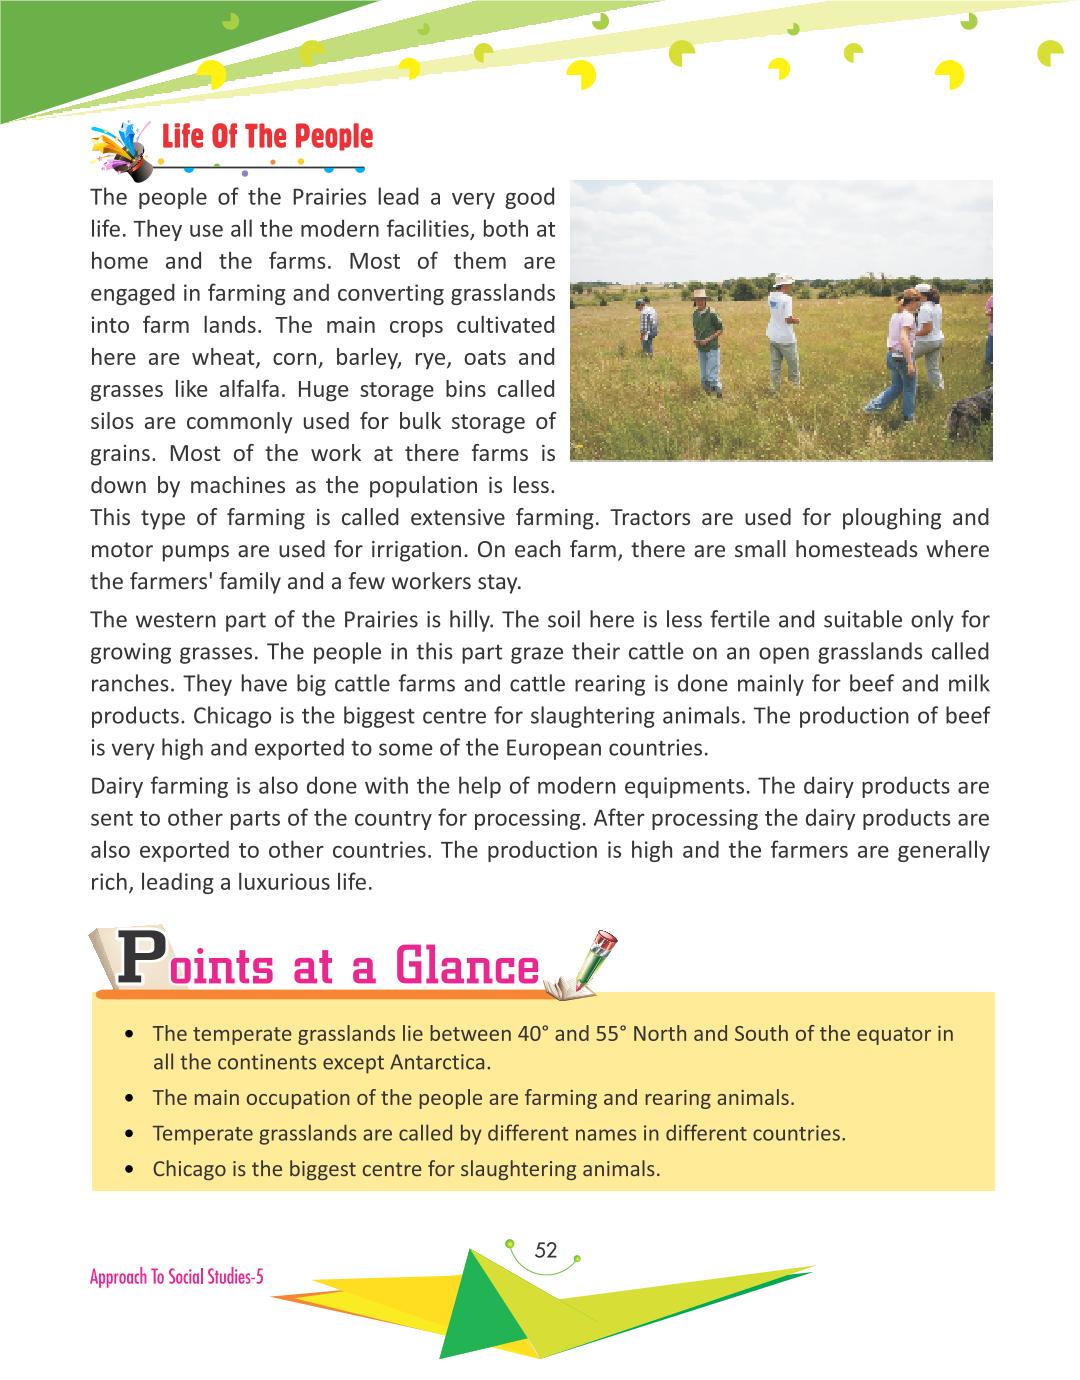 Life Of The People
The people of the Prairies lead a very good
life. They use all the modern facilities, both at
home and the farms. Most of them are
engaged in farming and converting grasslands
into farm lands. The main crops cultivated
here are wheat, corn, barley, rye, oats and
grasses like alfalfa. Huge storage bins called
silos are commonly used for bulk storage of
grains. Most of the work at there farms is
down by machines as the population is less.
This type of farming is called extensive farming. Tractors are used for ploughing and
motor pumps are used for irrigation. On each farm, there are small homesteads where
the farmers' family and a few workers stay.
The western part of the Prairies is hilly. The soil here is less fertile and suitable only for
growing grasses. The people in this part graze their cattle on an open grasslands called
ranches. They have big cattle farms and cattle rearing is done mainly for beef and milk
products. Chicago is the biggest centre for slaughtering animals. The production of beef
is very high and exported to some of the European countries.
Dairy farming is also done with the help of modern equipments. The dairy products are
sent to other parts of the country for processing. After processing the dairy products are
also exported to other countries. The production is high and the farmers are generally
rich, leading a luxurious life.
Points at a Glance
• The temperate grasslands lie between 40° and 55° North and South of the equator in
all the continents except Antarctica.
• The main occupation of the people are farming and rearing animals.
• Temperate grasslands are called by different names in different countries.
• Chicago is the biggest centre for slaughtering animals.
52
Approach To Social Studies-5